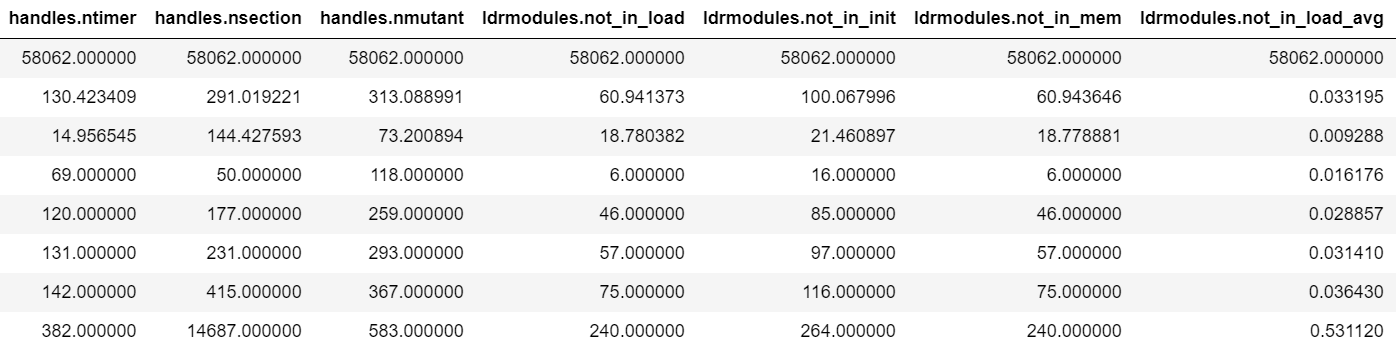 handles.ntimer handles.nsection handles.nmutant ldrmodules.not_in_load ldrmodules.not_in_init ldrmodules.not_in_mem ldrmodules.not_in_load_avg
58062.000000 58062.000000 58062.000000 58062.000000 58062.000000 58062.000000 58062.000000
130.423409 291.019221 313.088991 60.941373 100.067996 60.943646 0.033195
14.956545 144.427593 73.200894 18.780382 21.460897 18.778881 0.009288
69.000000 50.000000 118.000000 6.000000 16.000000 6.000000 0.016176
120.000000 177.000000 259.000000 46.000000 85.000000 46.000000 0.028857
131.000000 231.000000 293.000000 57.000000 97.000000 57.000000 0.031410
142.000000 415.000000 367.000000 75.000000 116.000000 75.000000 0.036430
382.000000 14687.000000 583.000000 240.000000 264.000000 240.000000 0.531120